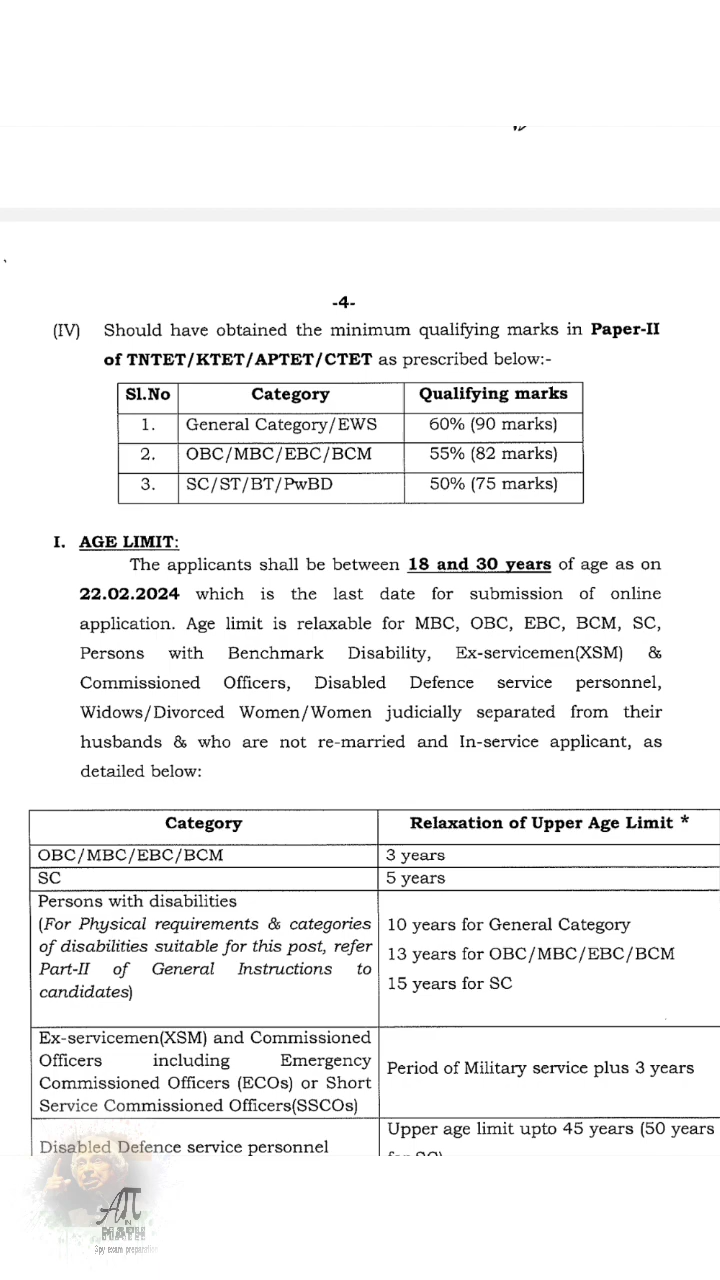 -4-
(IV) Should have obtained the minimum qualifying marks in Paper-II
of TNTET/KTET/APTET/CTET as prescribed below:-
Sl.No Category Qualifying marks
1. General Category/EWS 60% (90 marks)
2. OBC/MBC/EBC/BCM 55% (82 marks)
3. SC/ST/BT/PwBD 50% (75 marks)
I. AGE LIMIT:
The applicants shall be between 18 and 30 years of age as on
22.02.2024 which is the last date for submission of online
application. Age limit is relaxable for MBC, OBC, EBC, BCM, SC,
Persons with Benchmark Disability, Ex-servicemen(XSM) &
Commissioned Officers, Disabled Defence service personnel,
Widows/Divorced Women/Women judicially separated from their
husbands & who are not re-married and In-service applicant, as
detailed below:
Category Relaxation of Upper Age Limit *
OBC/MBC/EBC/BCM 3 years
SC 5 years
Persons with disabilities
(For Physical requirements & categories
of disabilities suitable for this post, refer
Part-II of General Instructions to
candidates)
10 years for General Category
13 years for OBC/MBC/EBC/BCM
15 years for SC
Ex-servicemen(XSM) and Commissioned
Officers including Emergency
Commissioned Officers (ECOs) or Short
Service Commissioned Officers(SSCOs)
Period of Military service plus 3 years
Disabled Defence service personnel
Upper age limit upto 45 years (50 years
IN
MATH
Spy exam preparation